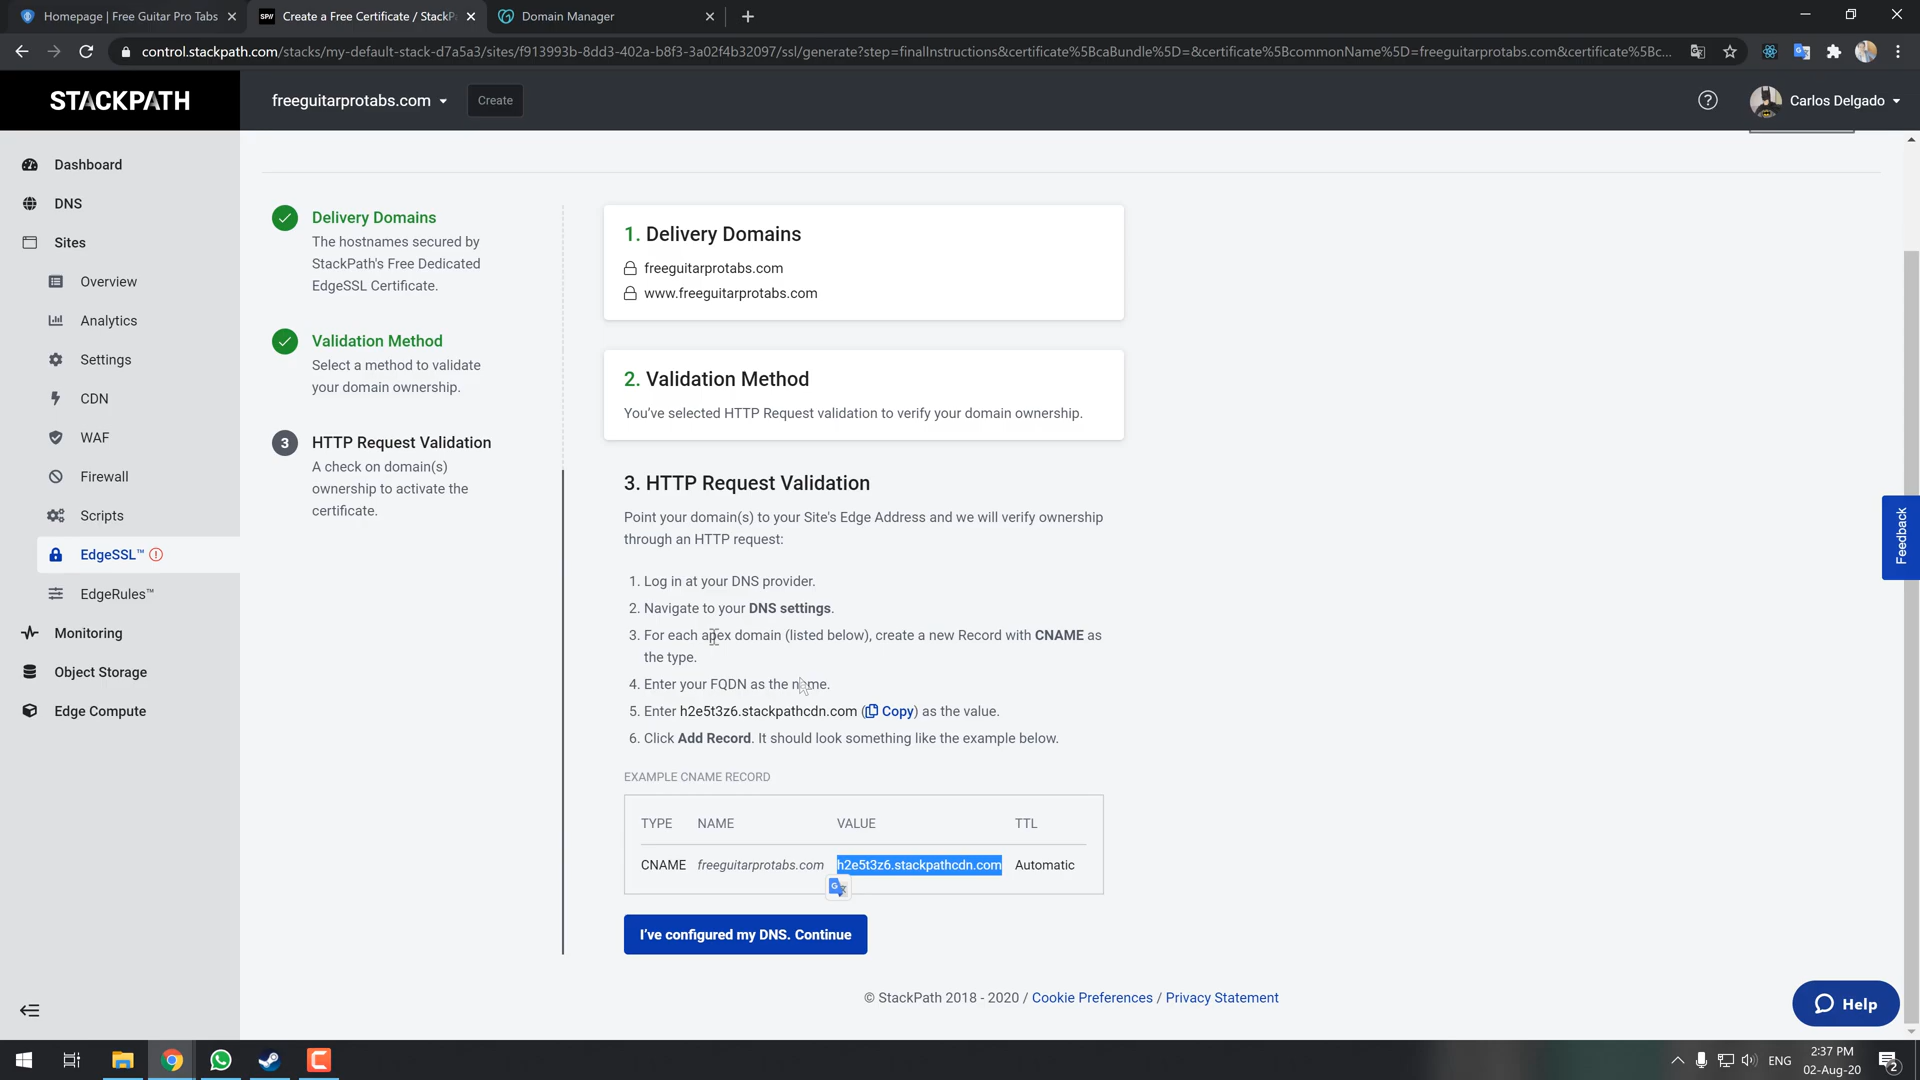 Homepage | Free Guitar Pro Tabs
SP// Create a Free Certificate / StackP
Domain Manager
control.stackpath.com/stacks/my-default-stack-d7a5a3/sites/f913993b-8dd3-402a-b8f3-3a02f4b32097/ssl/generate?step=finalInstructions&certificate%5BcaBundle%5D=&certificate%5BcommonName%5D=freeguitarprotabs.com&certificate%5Bc...
STACKPATH
freeguitarprotabs.com
Create
Carlos Delgado
Dashboard
DNS
Sites
Overview
Analytics
Settings
CDN
WAF
Firewall
Scripts
EdgeSSL™
EdgeRules™
Monitoring
Object Storage
Edge Compute
Delivery Domains
The hostnames secured by
StackPath's Free Dedicated
EdgeSSL Certificate.
Validation Method
Select a method to validate
your domain ownership.
3 HTTP Request Validation
A check on domain(s)
ownership to activate the
certificate.
1. Delivery Domains
freeguitarprotabs.com
www.freeguitarprotabs.com
2. Validation Method
You've selected HTTP Request validation to verify your domain ownership.
3. HTTP Request Validation
Point your domain(s) to your Site's Edge Address and we will verify ownership
through an HTTP request:
1. Log in at your DNS provider.
2. Navigate to your DNS settings.
3. For each apex domain (listed below), create a new Record with CNAME as
the type.
4. Enter your FQDN as the name.
5. Enter h2e5t3z6.stackpathcdn.com (Copy) as the value.
6. Click Add Record. It should look something like the example below.
EXAMPLE CNAME RECORD
TYPE NAME VALUE TTL
CNAME freeguitarprotabs.com h2e5t3z6.stackpathcdn.com Automatic
I've configured my DNS. Continue
© StackPath 2018 - 2020 / Cookie Preferences / Privacy Statement
Feedback
Help
ENG
2:37 PM
02-Aug-20
2